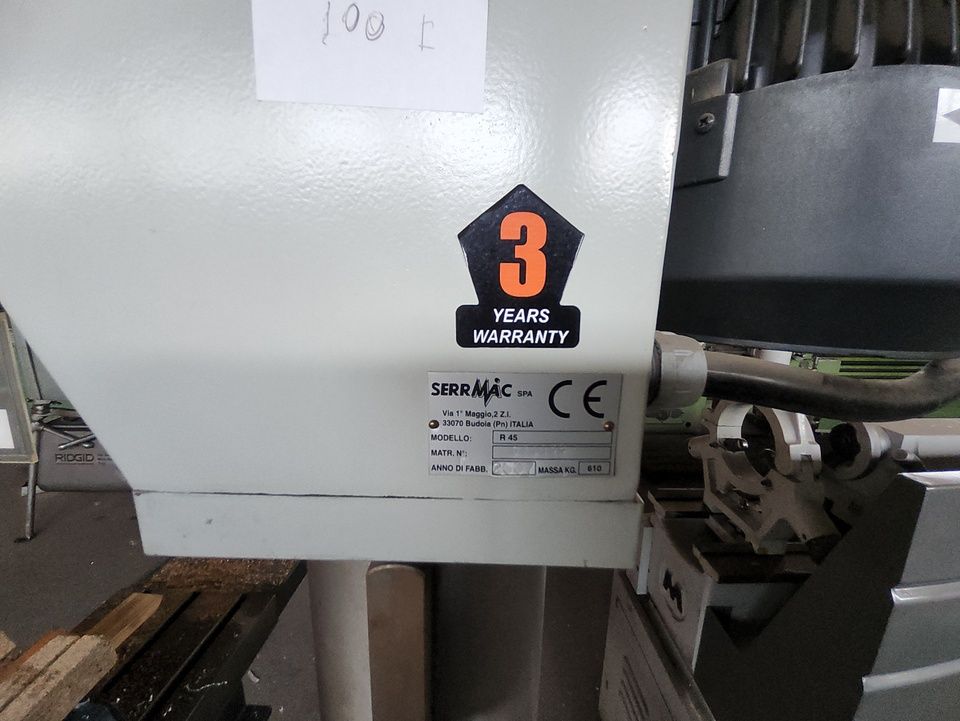 100 I
3
YEARS
WARRANTY
SERRMAC SPA
CE
Via 1° Maggio,2 Z.I.
33070 Budoia (Pn) ITALIA
MODELLO: R 45
MATR. N°:
ANNO DI FABB. MASSA KG. 610
RIDGID